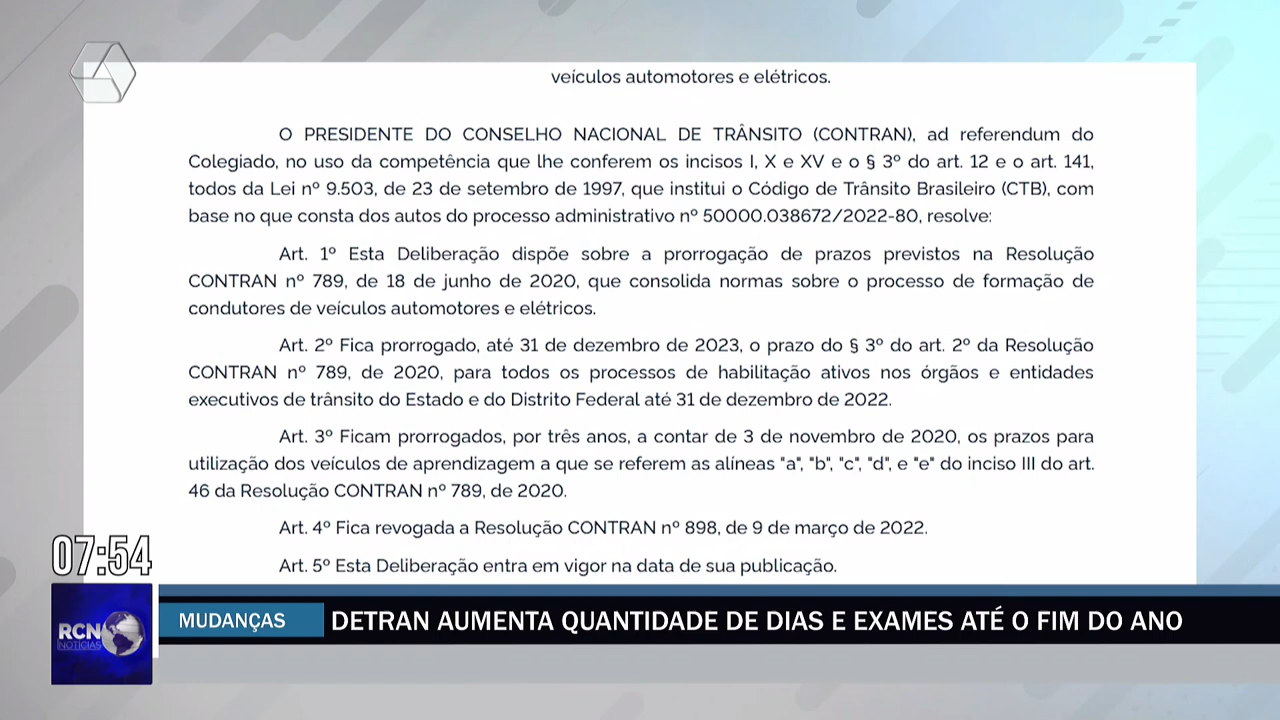 veículos automotores e elétricos.
O PRESIDENTE DO CONSELHO NACIONAL DE TRÂNSITO (CONTRAN), ad referendum do
Colegiado, no uso da competência que lhe conferem os incisos I, X e XV e o § 3º do art. 12 e o art. 141,
todos da Lei nº 9.503, de 23 de setembro de 1997, que institui o Código de Trânsito Brasileiro (CTB), com
base no que consta dos autos do processo administrativo nº 50000.038672/2022-80, resolve:
Art. 1º Esta Deliberação dispõe sobre a prorrogação de prazos previstos na Resolução
CONTRAN nº 789, de 18 de junho de 2020, que consolida normas sobre o processo de formação de
condutores de veículos automotores e elétricos.
Art. 2º Fica prorrogado, até 31 de dezembro de 2023, o prazo do § 3º do art. 2º da Resolução
CONTRAN nº 789, de 2020, para todos os processos de habilitação ativos nos órgãos e entidades
executivos de trânsito do Estado e do Distrito Federal até 31 de dezembro de 2022.
Art. 3º Ficam prorrogados, por três anos, a contar de 3 de novembro de 2020, os prazos para
utilização dos veículos de aprendizagem a que se referem as alíneas "a", "b", "c", "d", e "e" do inciso III do art.
46 da Resolução CONTRAN nº 789, de 2020.
Art. 4º Fica revogada a Resolução CONTRAN nº 898, de 9 de março de 2022.
Art. 5º Esta Deliberação entra em vigor na data de sua publicação.
07:54
MUDANÇAS
DETRAN AUMENTA QUANTIDADE DE DIAS E EXAMES ATÉ O FIM DO ANO
RCN
NOTÍCIAS